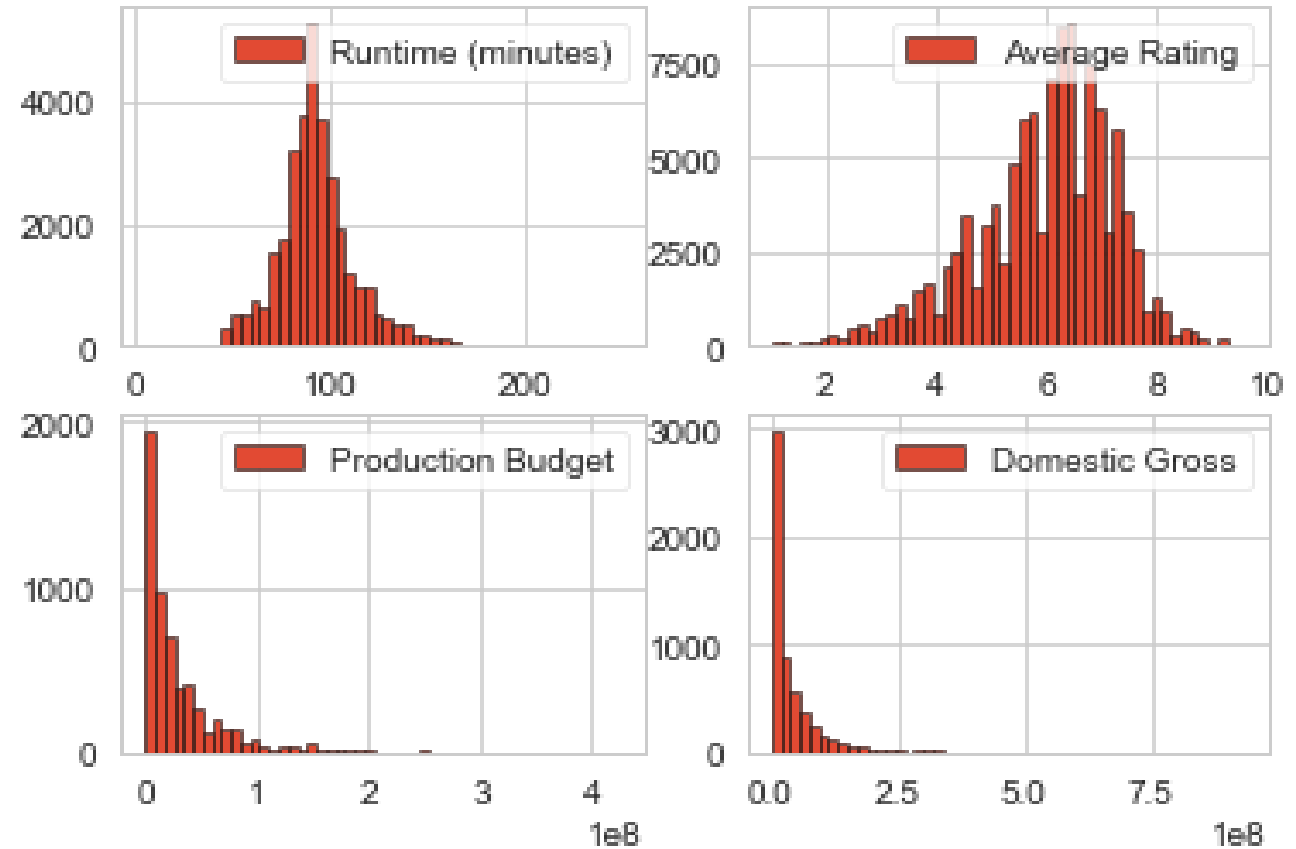 Runtime (minutes)
4000
2000
0
0 100 200
Average Rating
7500
5000
2500
0
2 4 6 8 10
Production Budget
2000
1000
0
0 1 2 3 4
1e8
Domestic Gross
3000
2000
1000
0
0.0 2.5 5.0 7.5
1e8